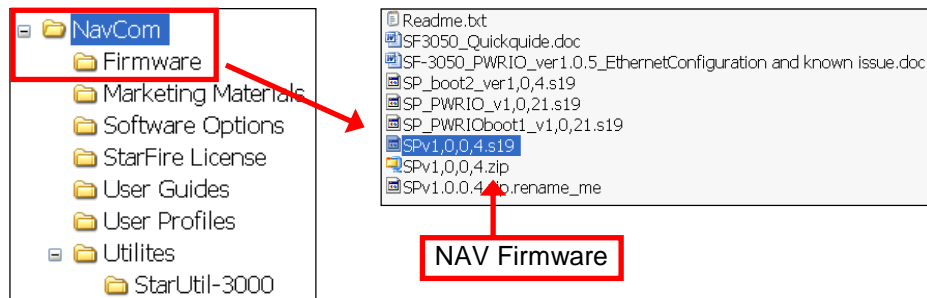 NavCom
Firmware
Marketing Materials
Software Options
StarFire License
User Guides
User Profiles
Utilites
StarUtil-3000
Readme.txt
SF3050_Quickguide.doc
SF-3050_PWRIO_ver1.0.5_EthernetConfiguration and known issue.doc
SP_boot2_ver1,0,4.s19
SP_PWRIO_v1,0,21.s19
SP_PWRIOboot1_v1,0,21.s19
SPv1,0,0,4.s19
SPv1,0,0,4.zip
SPv1.0.0.4.zip.rename_me
NAV Firmware